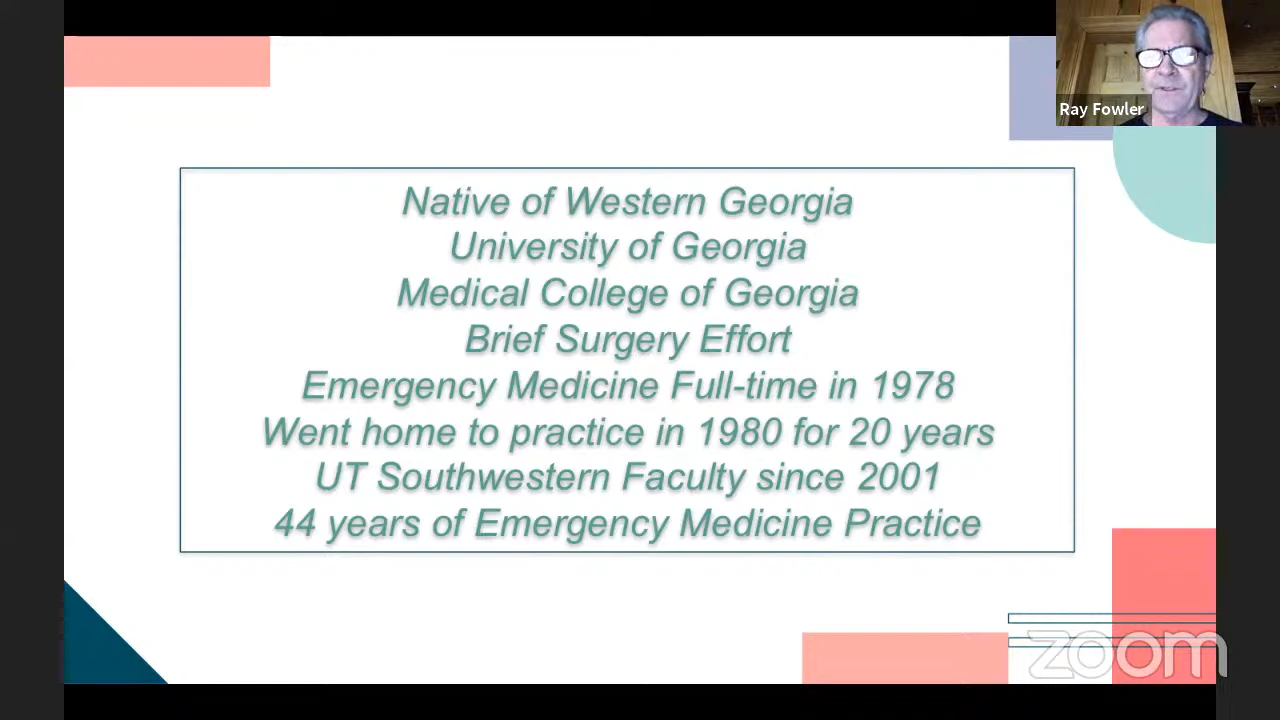 Ray Fowler
Native of Western Georgia
University of Georgia
Medical College of Georgia
Brief Surgery Effort
Emergency Medicine Full-time in 1978
Went home to practice in 1980 for 20 years
UT Southwestern Faculty since 2001
44 years of Emergency Medicine Practice
zoom